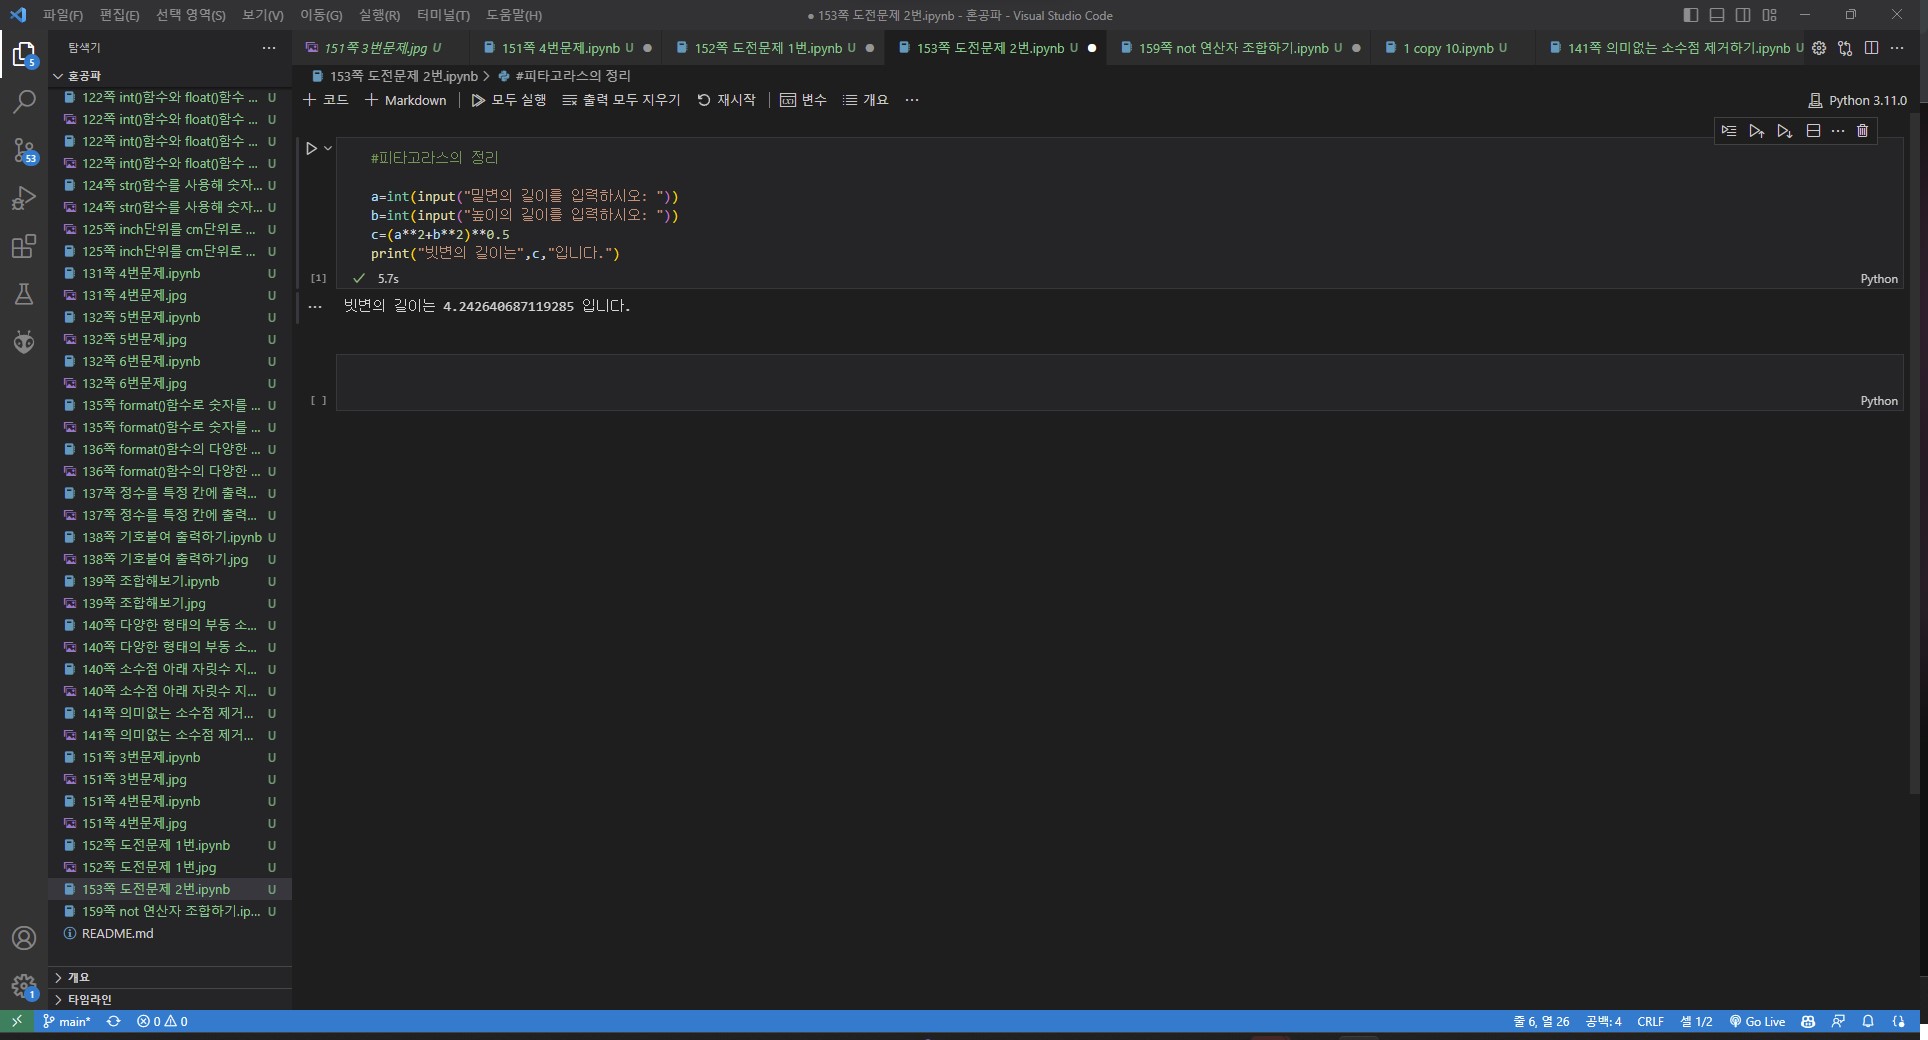 파일(F) 편집(E) 선택 영역(S) 보기(V) 이동(G) 실행(R) 터미널(T) 도움말(H)
● 153쪽 도전문제 2번.ipynb - 혼공파 - Visual Studio Code
탐색기
151쪽 3번문제.jpg U
151쪽 4번문제.ipynb U
152쪽 도전문제 1번.ipynb U
153쪽 도전문제 2번.ipynb U
159쪽 not 연산자 조합하기.ipynb U
1 copy 10.ipynb U
141쪽 의미없는 소수점 제거하기.ipynb U
153쪽 도전문제 2번.ipynb > #피타고라스의 정리
+ 코드 + Markdown 모두 실행 출력 모두 지우기 재시작 변수 개요 ...
Python 3.11.0
5
53
1
혼공파
122쪽 int()함수와 float()함수 ... U
122쪽 int()함수와 float()함수 ... U
122쪽 int()함수와 float()함수 ... U
122쪽 int()함수와 float()함수 ... U
124쪽 str()함수를 사용해 숫자... U
124쪽 str()함수를 사용해 숫자... U
125쪽 inch단위를 cm단위로 ... U
125쪽 inch단위를 cm단위로 ... U
131쪽 4번문제.ipynb U
131쪽 4번문제.jpg U
132쪽 5번문제.ipynb U
132쪽 5번문제.jpg U
132쪽 6번문제.ipynb U
132쪽 6번문제.jpg U
135쪽 format()함수로 숫자를 ... U
135쪽 format()함수로 숫자를 ... U
136쪽 format()함수의 다양한 ... U
136쪽 format()함수의 다양한 ... U
137쪽 정수를 특정 칸에 출력... U
137쪽 정수를 특정 칸에 출력... U
138쪽 기호붙여 출력하기.ipynb U
138쪽 기호붙여 출력하기.jpg U
139쪽 조합해보기.ipynb U
139쪽 조합해보기.jpg U
140쪽 다양한 형태의 부동 소... U
140쪽 다양한 형태의 부동 소... U
140쪽 소수점 아래 자릿수 지... U
140쪽 소수점 아래 자릿수 지... U
141쪽 의미없는 소수점 제거... U
141쪽 의미없는 소수점 제거... U
151쪽 3번문제.ipynb U
151쪽 3번문제.jpg U
151쪽 4번문제.ipynb U
151쪽 4번문제.jpg U
152쪽 도전문제 1번.ipynb U
152쪽 도전문제 1번.jpg U
153쪽 도전문제 2번.ipynb U
159쪽 not 연산자 조합하기.ip... U
README.md
개요
타임라인
#피타고라스의 정리
a=int(input("밑변의 길이를 입력하시오: "))
b=int(input("높이의 길이를 입력하시오: "))
c=(a**2+b**2)**0.5
print("빗변의 길이는",c,"입니다.")
[1] 5.7s
Python
빗변의 길이는 4.242640687119285 입니다.
[ ]
Python
main* 0 0
줄 6, 열 26 공백: 4 CRLF 셀 1/2 Go Live